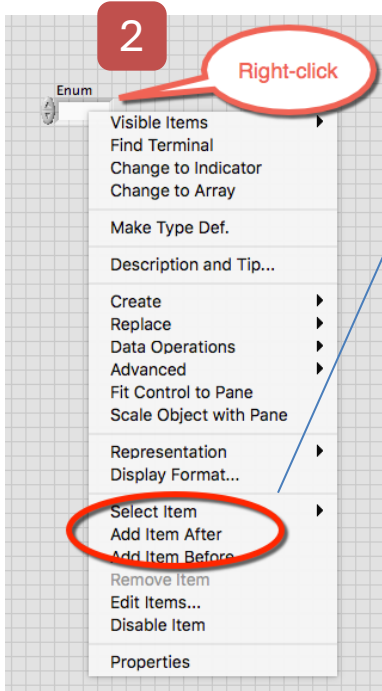 2
Right-click
Enum
Visible Items
Find Terminal
Change to Indicator
Change to Array
Make Type Def.
Description and Tip...
Create
Replace
Data Operations
Advanced
Fit Control to Pane
Scale Object with Pane
Representation
Display Format...
Select Item
Add Item After
Add Item Before
Remove Item
Edit Items...
Disable Item
Properties